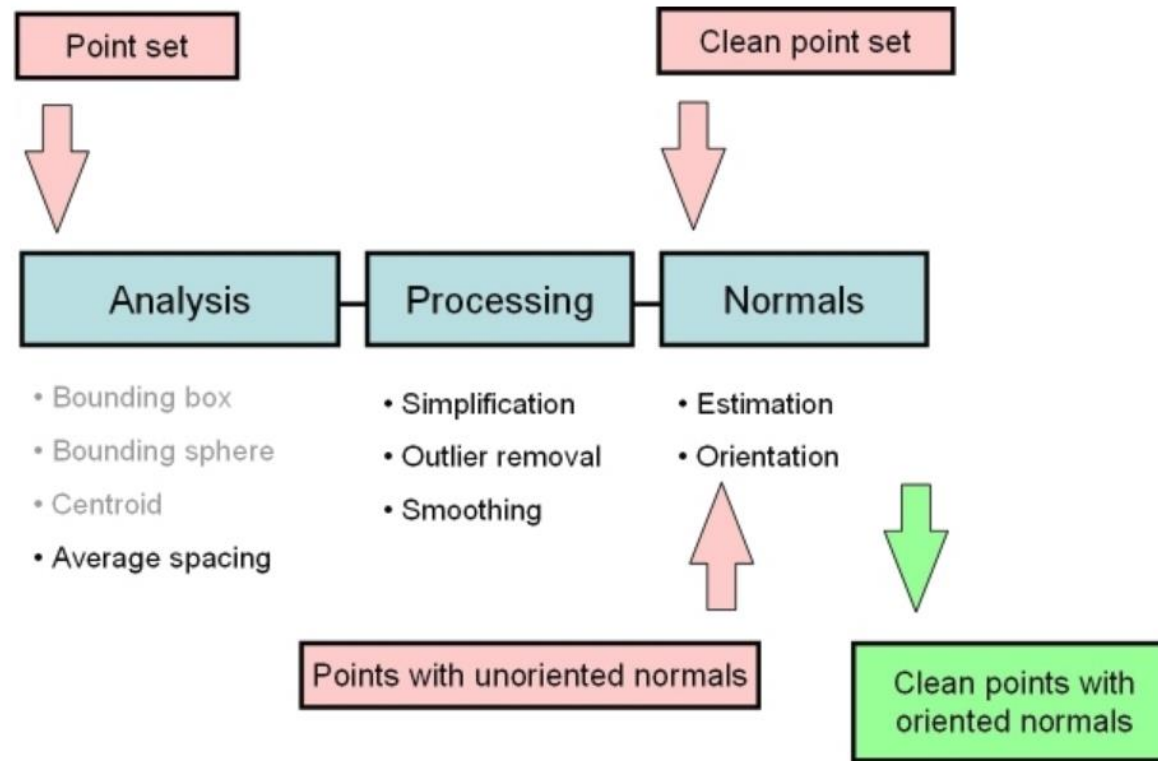 Point set
Clean point set
Analysis
Processing
Normals
• Bounding box
• Bounding sphere
• Centroid
• Average spacing
• Simplification
• Outlier removal
• Smoothing
• Estimation
• Orientation
Points with unoriented normals
Clean points with
oriented normals